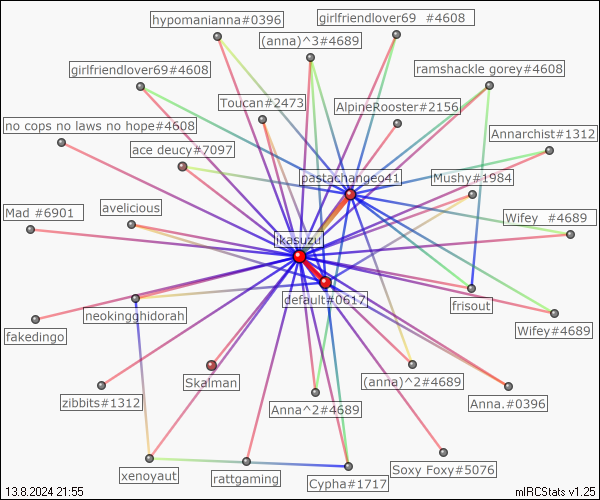 hypomanianna#0396
girlfriendlover69 #4608
(anna)^3#4689
girlfriendlover69#4608
ramshackle gorey#4608
Toucan#2473
AlpineRooster#2156
no cops no laws no hope#4608
Annarchist#1312
ace deucy#7097
pastachangeo41
Mushy#1984
Mad #6901
avelicious
Wifey #4689
ikasuzu
default#0617
frisout
neokingghidorah
fakedingo
Wifey#4689
Skalman
(anna)^2#4689
zibbits#1312
Anna^2#4689
Anna.#0396
xenoyaut
rattgaming
Cypha#1717
Soxy Foxy#5076
13.8.2024 21:55
mIRCStats v1.25